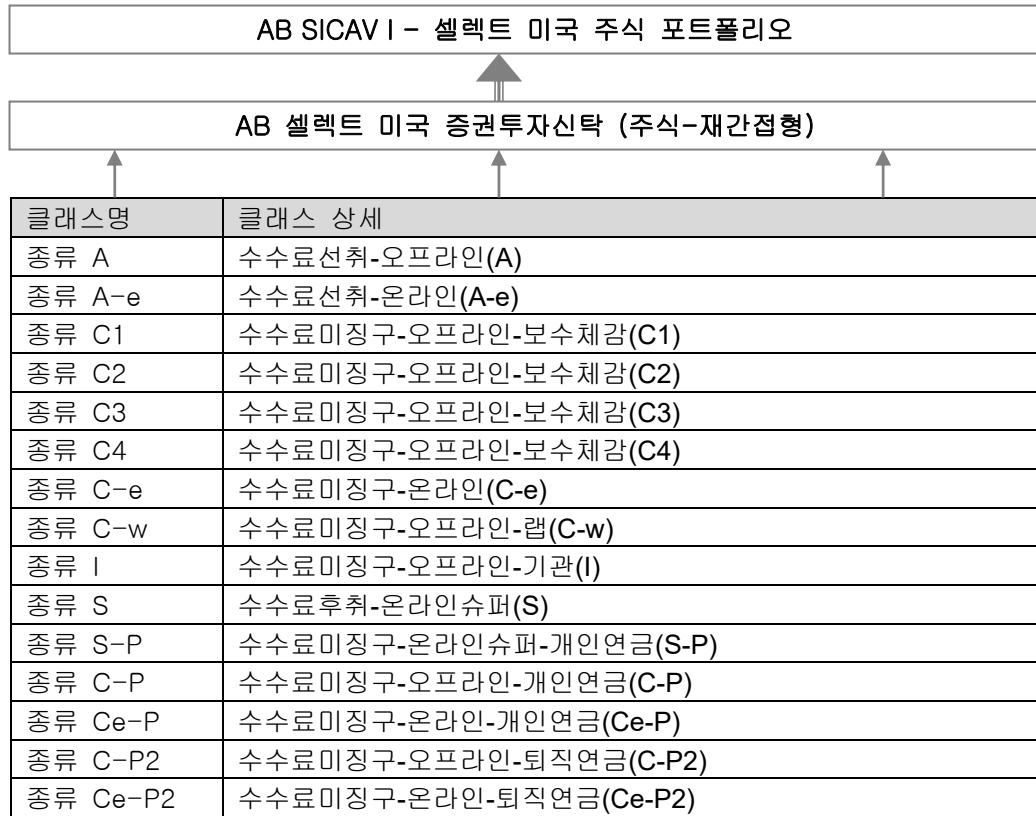 AB SICAV I - 셀렉트 미국 주식 포트폴리오
AB 셀렉트 미국 증권투자신탁 (주식-재간접형)
클래스명 클래스 상세
종류 A 수수료선취-오프라인(A)
종류 A-e 수수료선취-온라인(A-e)
종류 C1 수수료미징구-오프라인-보수체감(C1)
종류 C2 수수료미징구-오프라인-보수체감(C2)
종류 C3 수수료미징구-오프라인-보수체감(C3)
종류 C4 수수료미징구-오프라인-보수체감(C4)
종류 C-e 수수료미징구-온라인(C-e)
종류 C-w 수수료미징구-오프라인-랩(C-w)
종류 I 수수료미징구-오프라인-기관(I)
종류 S 수수료후취-온라인슈퍼(S)
종류 S-P 수수료미징구-온라인슈퍼-개인연금(S-P)
종류 C-P 수수료미징구-오프라인-개인연금(C-P)
종류 Ce-P 수수료미징구-온라인-개인연금(Ce-P)
종류 C-P2 수수료미징구-오프라인-퇴직연금(C-P2)
종류 Ce-P2 수수료미징구-온라인-퇴직연금(Ce-P2)